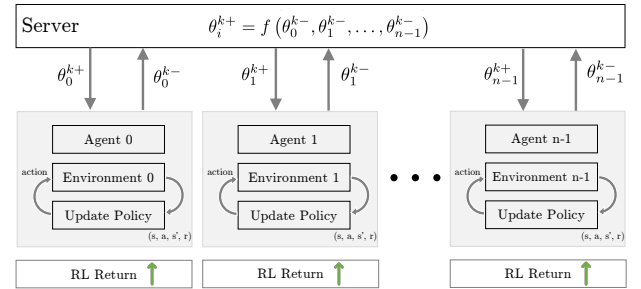 Server θ_i^{k+} = f(θ_0^{k−}, θ_1^{k−}, …, θ_{n−1}^{k−})
θ_0^{k+} θ_0^{k−} θ_1^{k+} θ_1^{k−} θ_{n−1}^{k+} θ_{n−1}^{k−}
Agent 0 Agent 1 Agent n-1
action Environment 0 action Environment 1 • • • action Environment n-1
Update Policy Update Policy Update Policy
(s, a, s', r) (s, a, s', r) (s, a, s', r)
RL Return RL Return RL Return